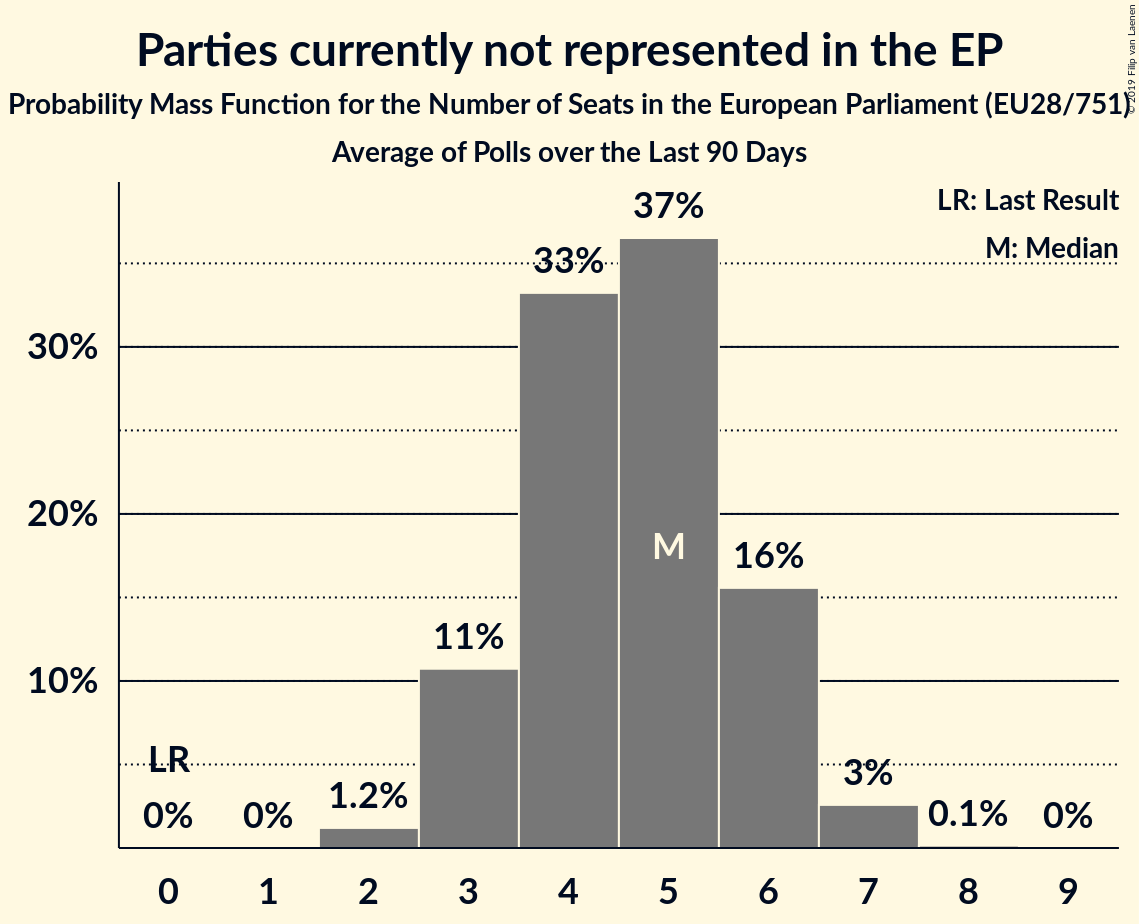 Parties currently not represented in the EP
Probability Mass Function for the Number of Seats in the European Parliament (EU28/751)
Average of Polls over the Last 90 Days
© 2019 Filip van Laenen
LR: Last Result
M: Median
37%
33%
30%
20%
M
16%
11%
10%
LR
0%
0%
1.2%
3%
0.1%
0%
0 1 2 3 4 5 6 7 8 9